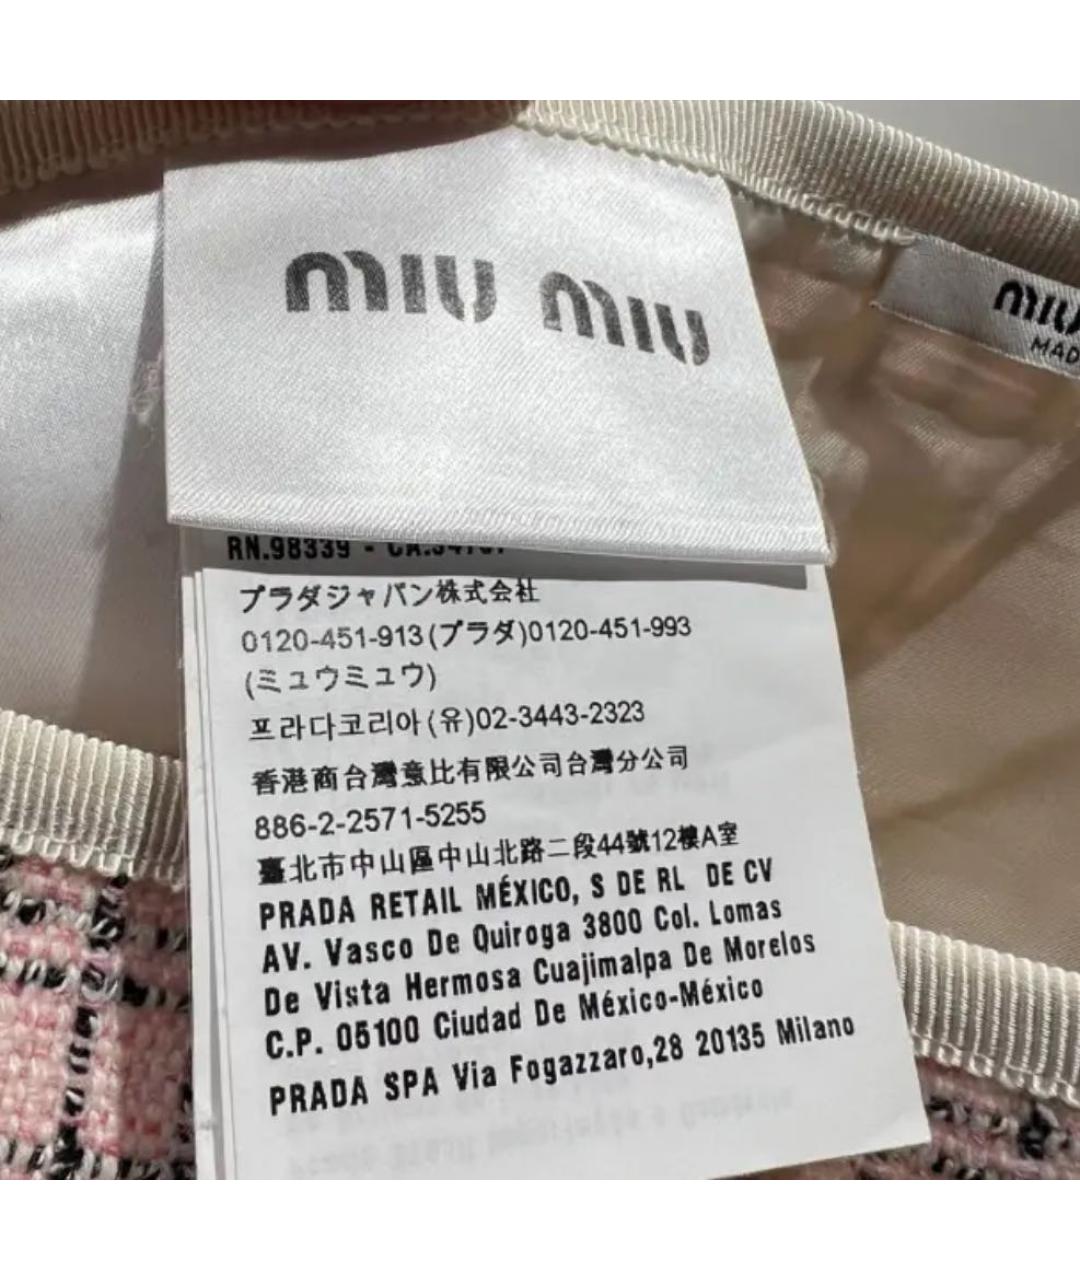 MIU MIU
MIU
MAD
RN.98339 - CA.
プラダジャパン株式会社
0120-451-913(プラダ)0120-451-993
(ミュウミュウ)
프라다코리아(유)02-3443-2323
香港商台灣意比有限公司台灣分公司
886-2-2571-5255
臺北市中山區中山北路二段44號12樓A室
PRADA RETAIL MÉXICO, S DE RL DE CV
AV. Vasco De Quiroga 3800 Col. Lomas
De Vista Hermosa Cuajimalpa De Morelos
C.P. 05100 Ciudad De México-México
PRADA SPA Via Fogazzaro,28 20135 Milano